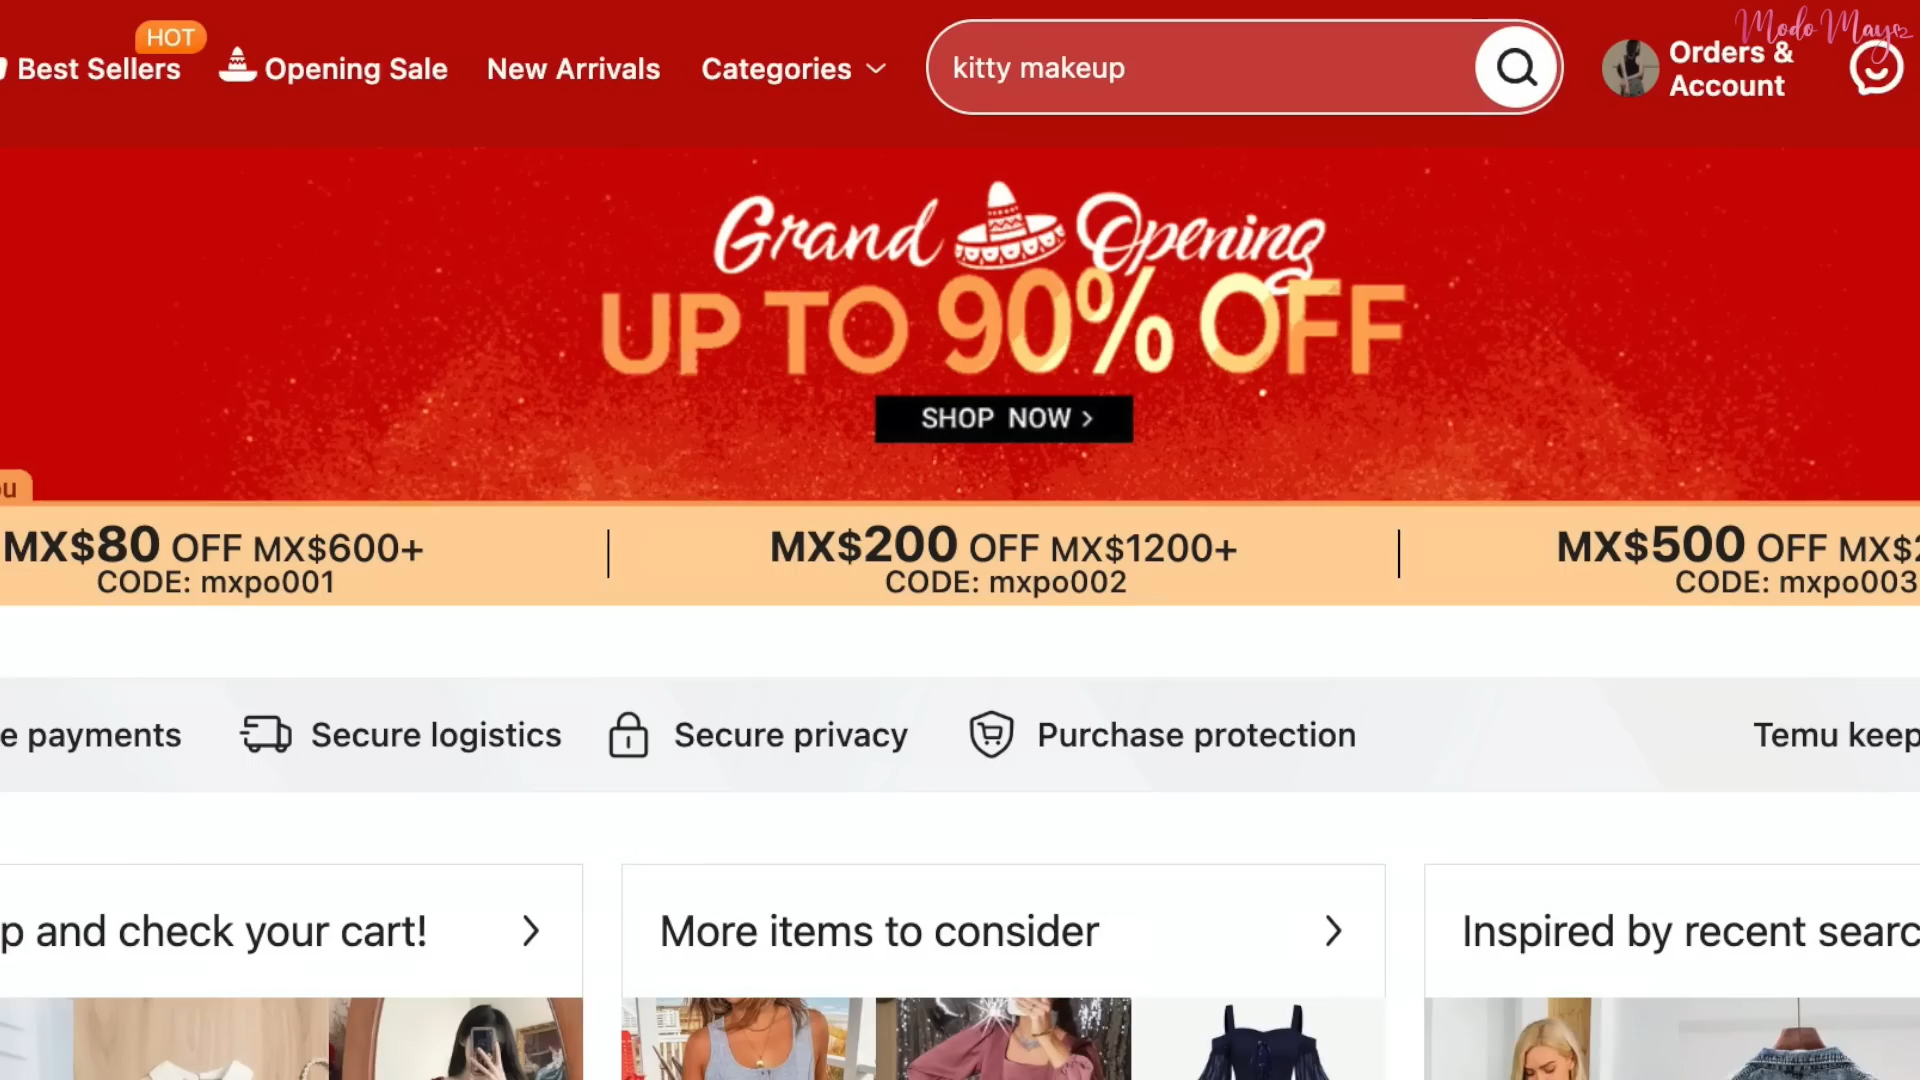 HOT
Best Sellers
Opening Sale
New Arrivals
Categories
kitty makeup
Orders &
Account
Modo Maya
Grand Opening
UP TO 90% OFF
SHOP NOW >
MX$80 OFF MX$600+
CODE: mxpo001
MX$200 OFF MX$1200+
CODE: mxpo002
MX$500 OFF MX$
CODE: mxpo003
payments
Secure logistics
Secure privacy
Purchase protection
Temu keep
and check your cart!
More items to consider
Inspired by recent searc